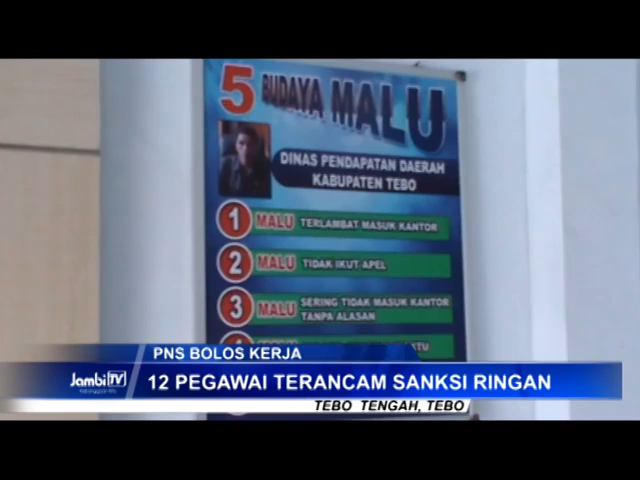 5 BUDAYA MALU
DINAS PENDAPATAN DAERAH
KABUPATEN TEBO
1 MALU TERLAMBAT MASUK KANTOR
2 MALU TIDAK IKUT APEL
3 MALU SERING TIDAK MASUK KANTOR
TANPA ALASAN
PNS BOLOS KERJA
JambiTV
12 PEGAWAI TERANCAM SANKSI RINGAN
TEBO TENGAH, TEBO